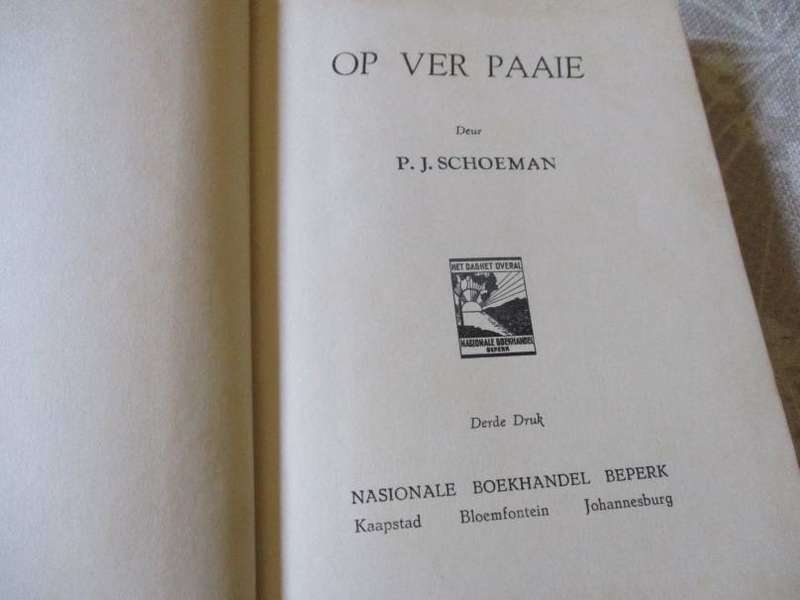 OP VER PAAIE
Deur
P. J. SCHOEMAN
HET DAGHET OVERAL
NASIONALE BOEKHANDEL
BEPERK
Derde Druk
NASIONALE BOEKHANDEL BEPERK
Kaapstad Bloemfontein Johannesburg